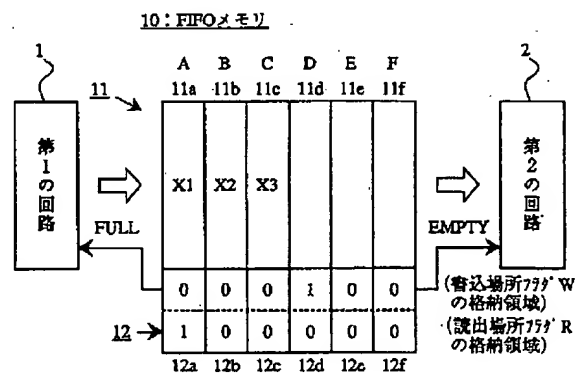 10：FIFOメモリ
1
2
A B C D E F
11 11a 11b 11c 11d 11e 11f
第1の回路
X1 X2 X3
第2の回路
FULL
EMPTY
0 0 0 1 0 0
(書込場所フラグW
の格納領域)
12 1 0 0 0 0 0
(読出場所フラグR
の格納領域)
12a 12b 12c 12d 12e 12f